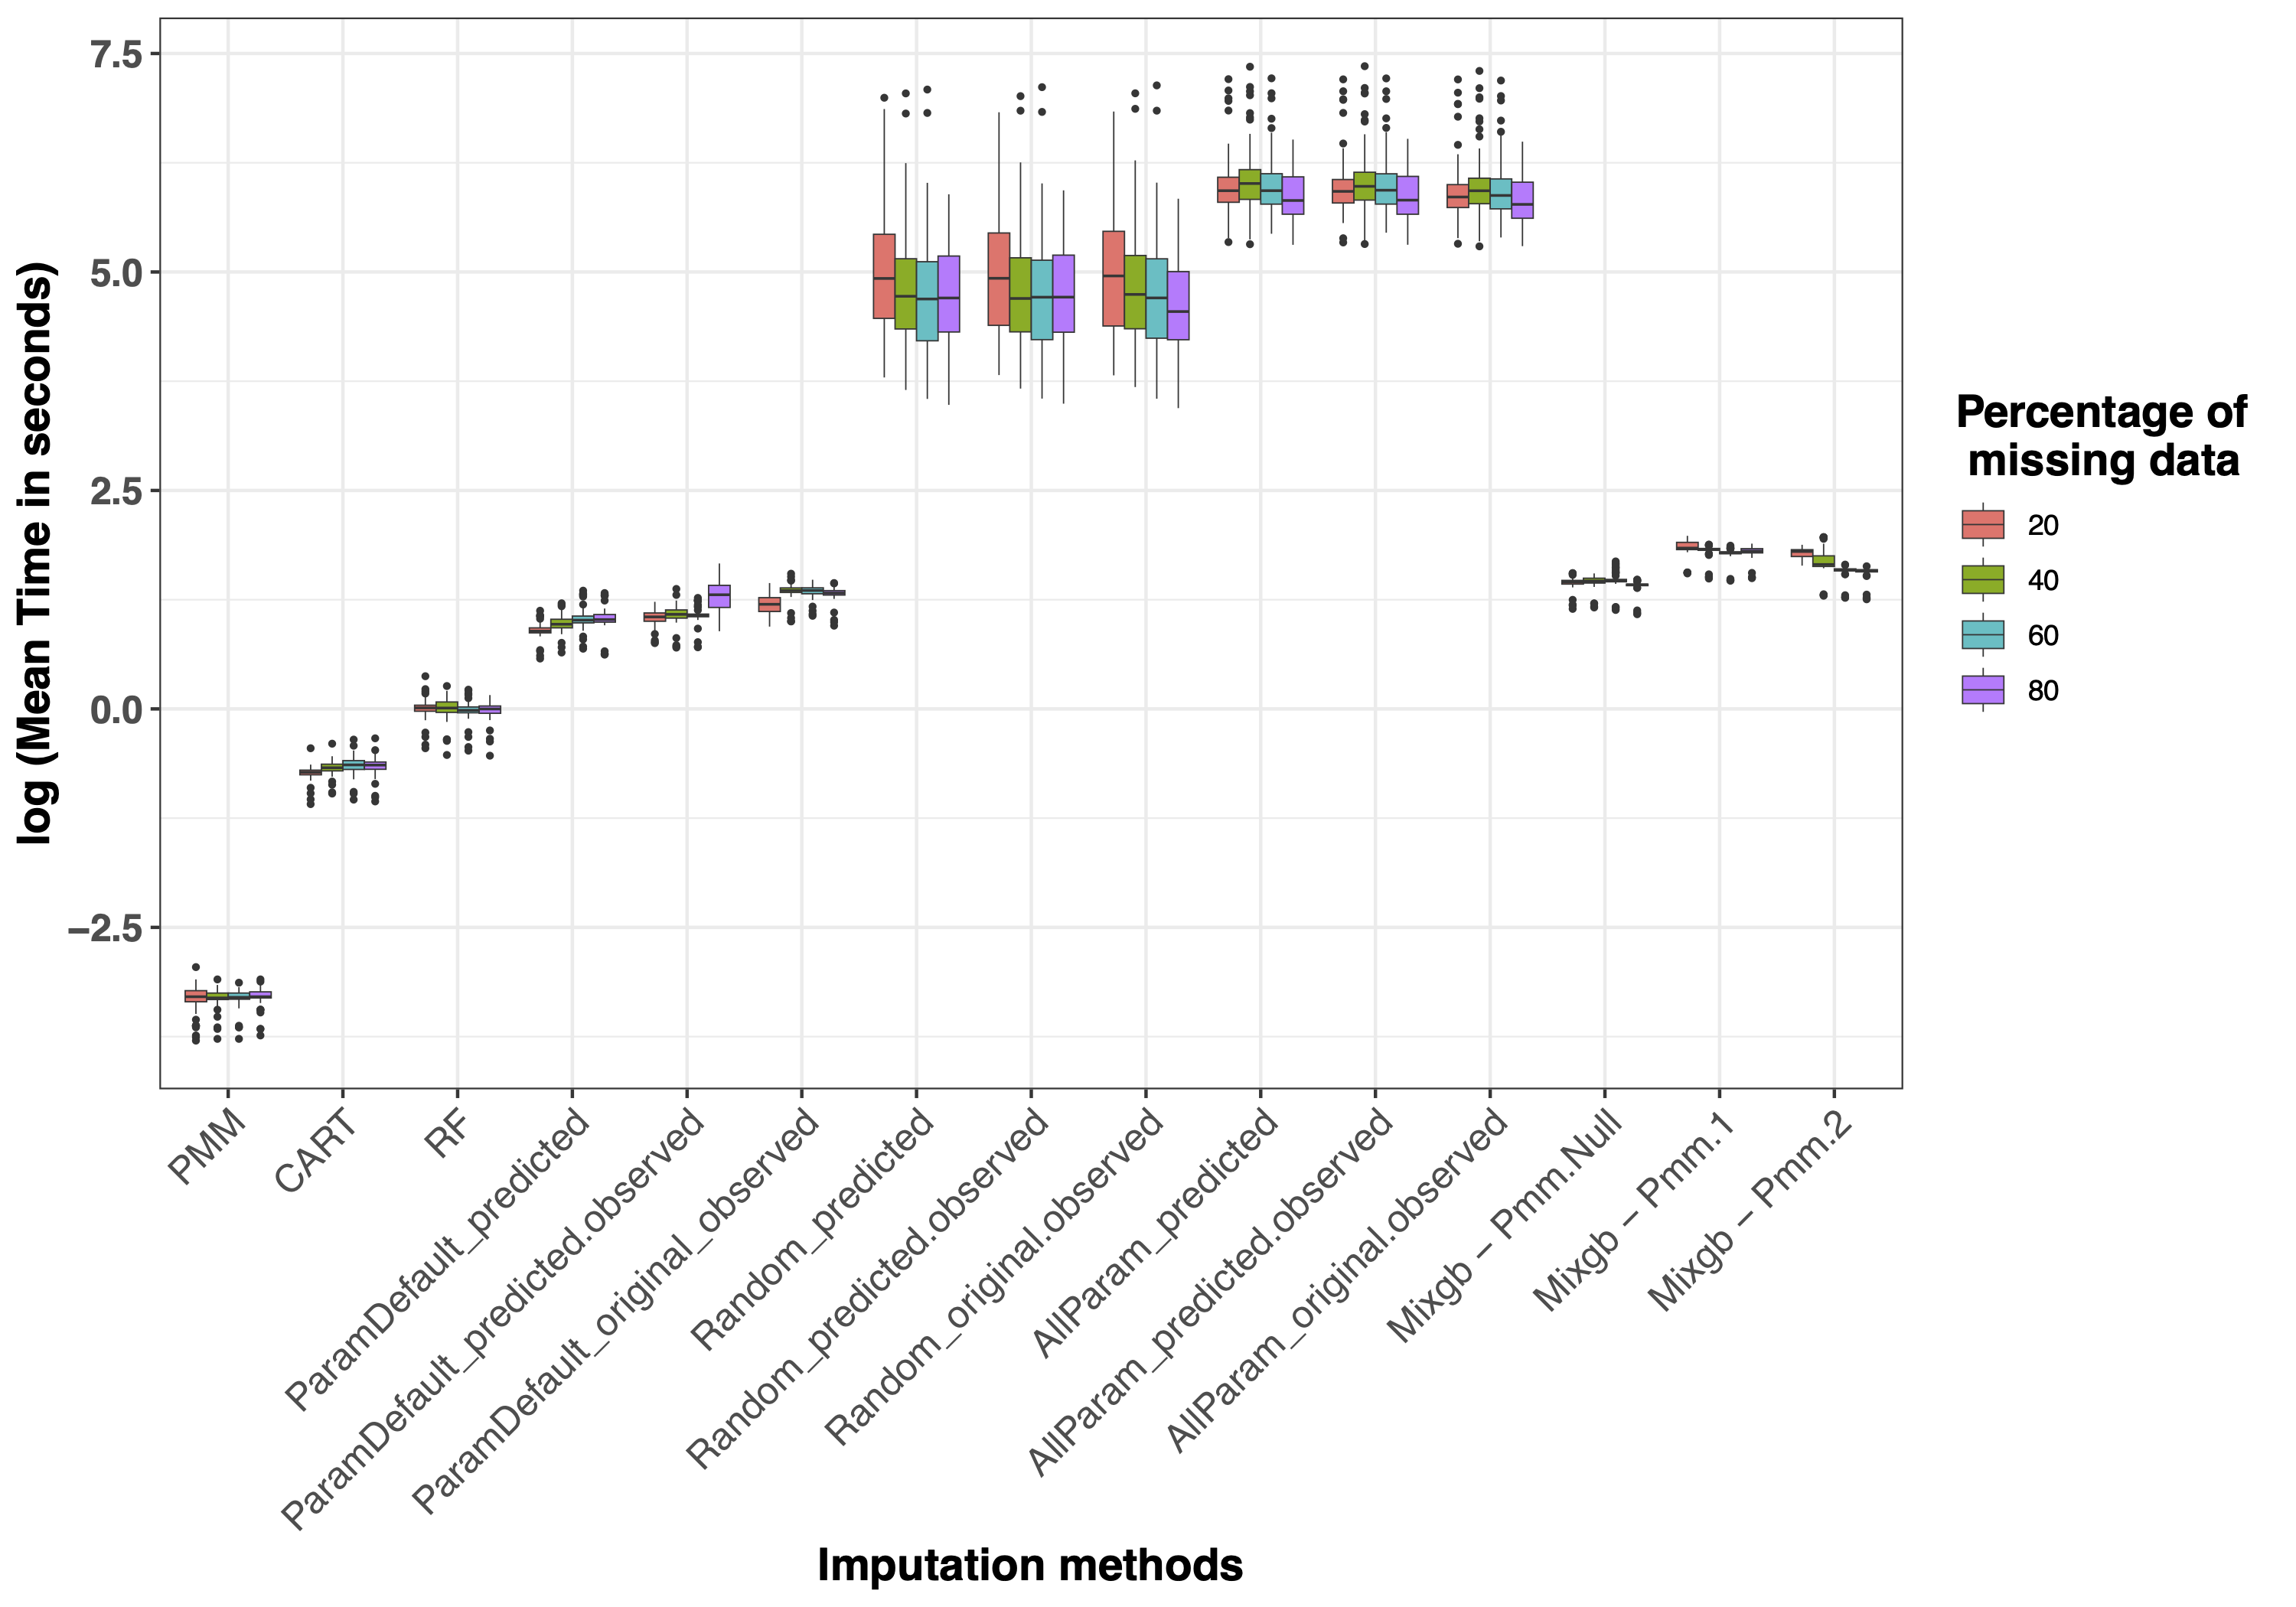 7.5
5.0
2.5
0.0
−2.5
log (Mean Time in seconds)
PMM
CART
RF
ParamDefault_predicted
ParamDefault_predicted.observed
ParamDefault_original_observed
Random_predicted
Random_predicted.observed
Random_original.observed
AllParam_predicted
AllParam_predicted.observed
AllParam_original.observed
Mixgb − Pmm.Null
Mixgb − Pmm.1
Mixgb − Pmm.2
Imputation methods
Percentage of
missing data
20
40
60
80